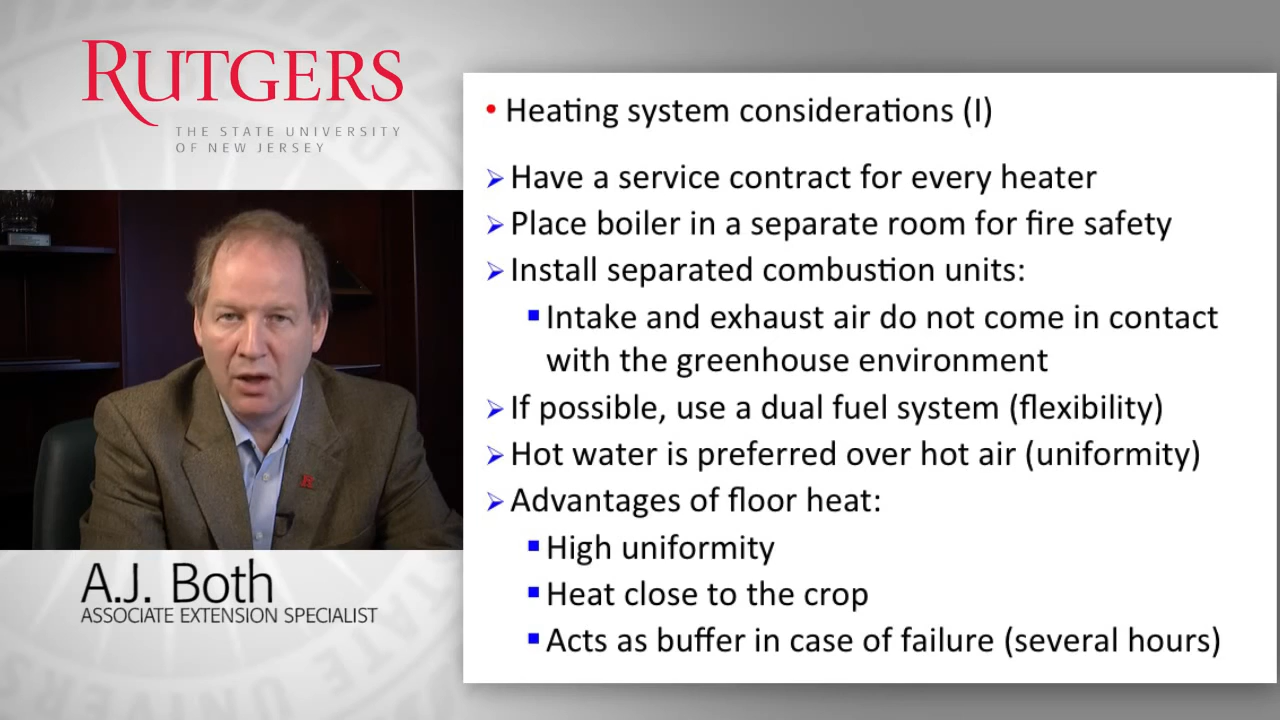 RUTGERS
THE STATE UNIVERSITY
OF NEW JERSEY
A.J. Both
ASSOCIATE EXTENSION SPECIALIST
• Heating system considerations (I)
➢ Have a service contract for every heater
➢ Place boiler in a separate room for fire safety
➢ Install separated combustion units:
▪ Intake and exhaust air do not come in contact
with the greenhouse environment
➢ If possible, use a dual fuel system (flexibility)
➢ Hot water is preferred over hot air (uniformity)
➢ Advantages of floor heat:
▪ High uniformity
▪ Heat close to the crop
▪ Acts as buffer in case of failure (several hours)